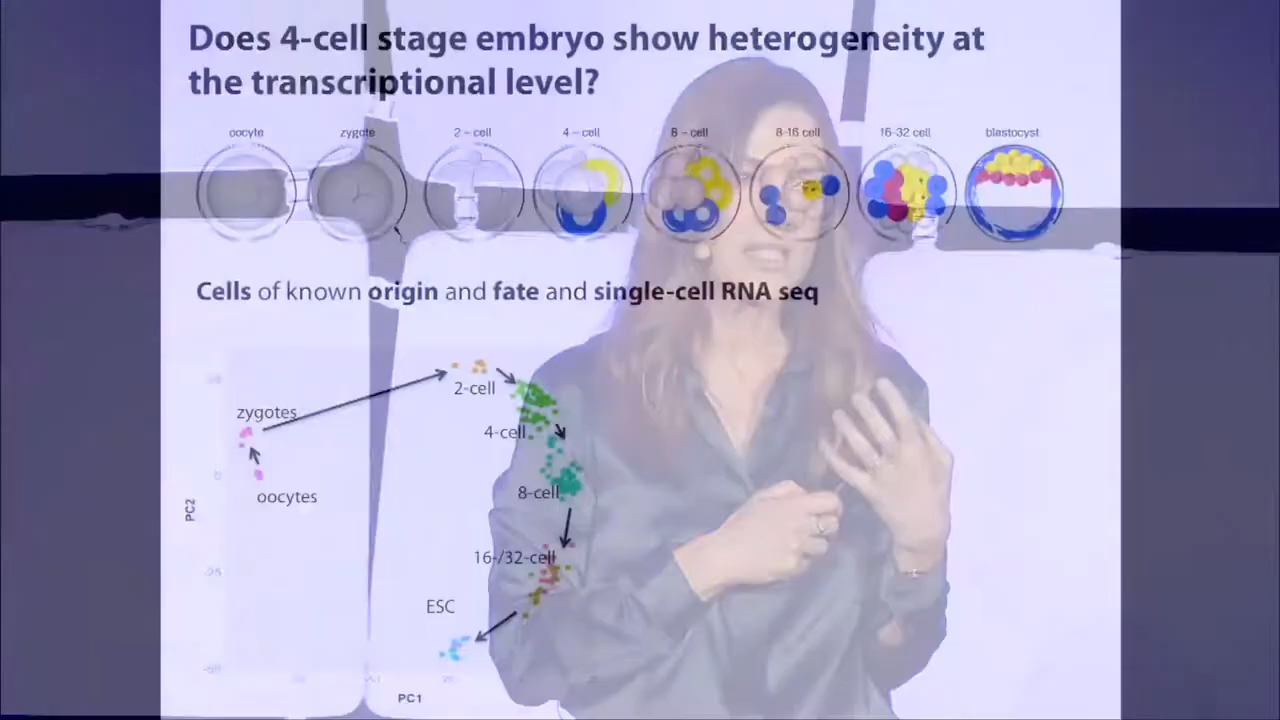 Does 4-cell stage embryo show heterogeneity at
the transcriptional level?
oocyte zygote 2 – cell 4 – cell 8 – cell 8-16 cell 16-32 cell blastocyst
Cells of known origin and fate and single-cell RNA seq
2-cell
zygotes
4-cell
0
8-cell
oocytes
PC2
16-/32-cell
ESC
PC1